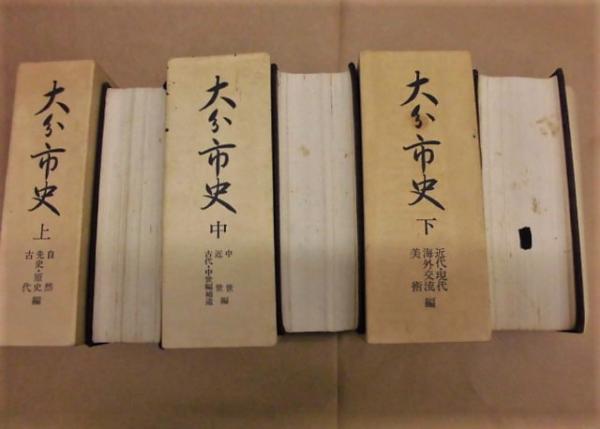 大分市史
上
自然
先史・原史
古代
編
大分市史
中
中世
近世
編
古代・中世編補遺
大分市史
下
近代・現代
海外交流
美術
編